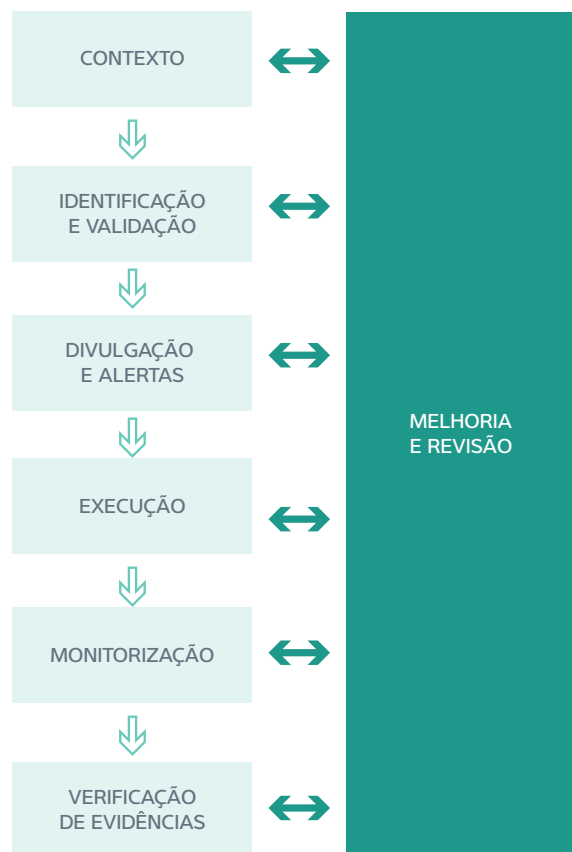 CONTEXTO
IDENTIFICAÇÃO
E VALIDAÇÃO
DIVULGAÇÃO
E ALERTAS
EXECUÇÃO
MONITORIZAÇÃO
VERIFICAÇÃO
DE EVIDÊNCIAS
MELHORIA
E REVISÃO